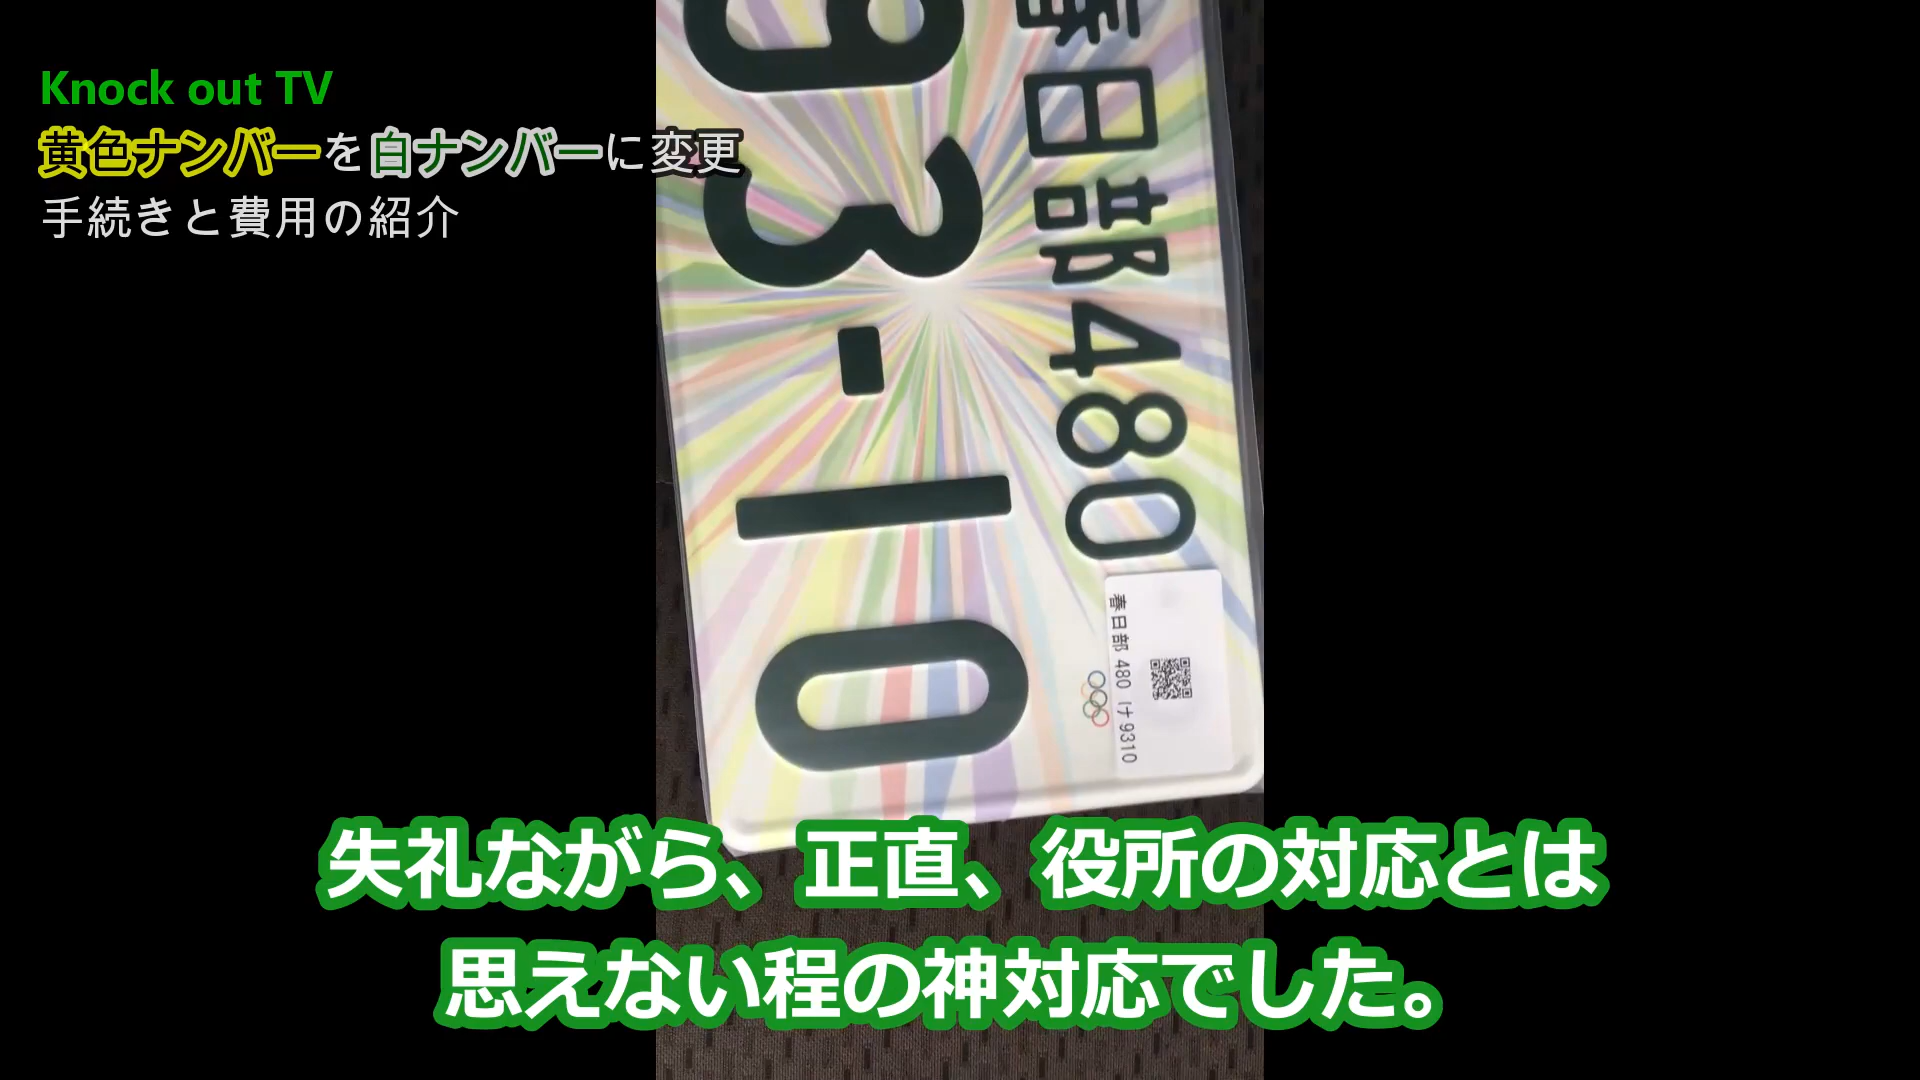 Knock out TV
黄色ナンバーを白ナンバーに変更
手続きと費用の紹介
春日部480
93-10
春日部 480 け 9310
失礼ながら、正直、役所の対応とは
思えない程の神対応でした。